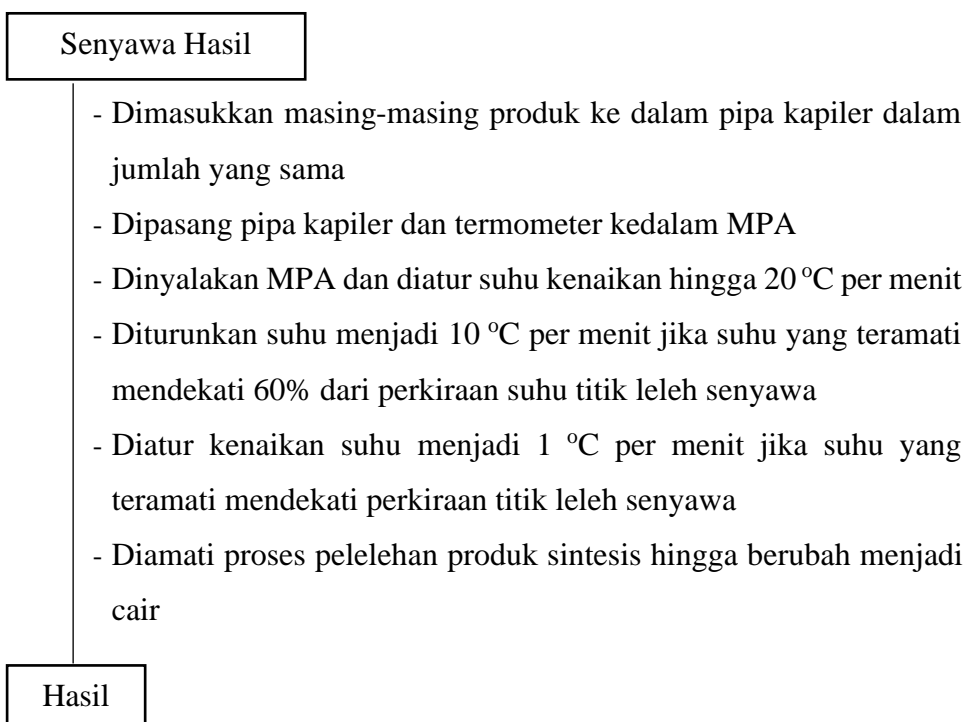 Senyawa Hasil
- Dimasukkan masing-masing produk ke dalam pipa kapiler dalam
jumlah yang sama
- Dipasang pipa kapiler dan termometer kedalam MPA
- Dinyalakan MPA dan diatur suhu kenaikan hingga 20 ºC per menit
- Diturunkan suhu menjadi 10 ºC per menit jika suhu yang teramati
mendekati 60% dari perkiraan suhu titik leleh senyawa
- Diatur kenaikan suhu menjadi 1 ºC per menit jika suhu yang
teramati mendekati perkiraan titik leleh senyawa
- Diamati proses pelelehan produk sintesis hingga berubah menjadi
cair
Hasil